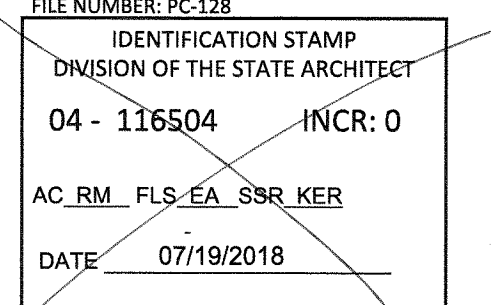 FILE NUMBER: PC-128
IDENTIFICATION STAMP
DIVISION OF THE STATE ARCHITECT
04 - 116504 INCR: 0
AC RM FLS EA SSR KER
DATE 07/19/2018